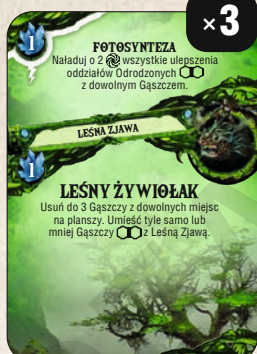 ×3
1
FOTOSYNTEZA
Naładuj o 2 wszystkie ulepszenia
oddziałów Odrodzonych
z dowolnym Gąszczem.
LEŚNA ZJAWA
1
LEŚNY ŻYWIOŁAK
Usuń do 3 Gąszczy z dowolnych miejsc
na planszy. Umieść tyle samo lub
mniej Gąszczy z Leśną Zjawą.